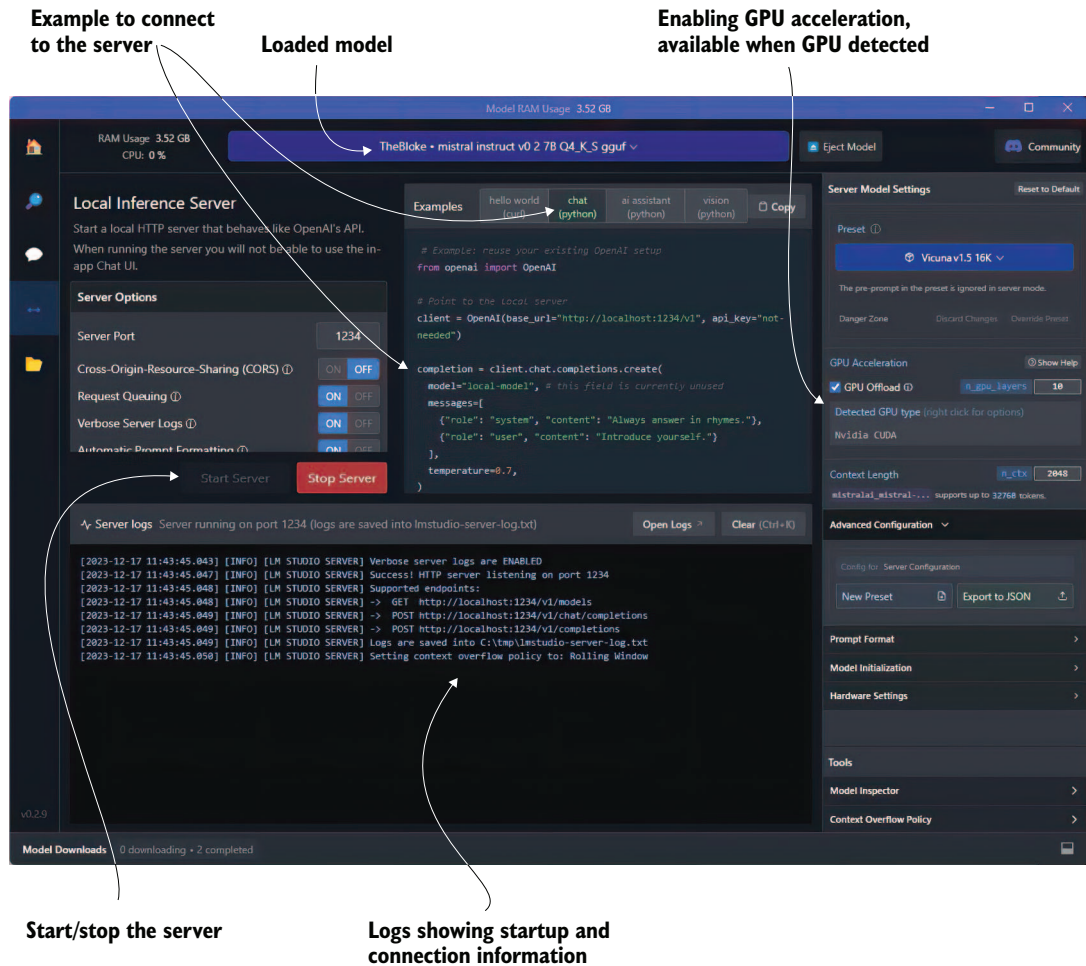 Example to connect
to the server
Loaded model
Enabling GPU acceleration,
available when GPU detected
Model RAM Usage 3.52 GB
RAM Usage 3.52 GB
CPU: 0 %
TheBloke • mistral instruct v0 2 7B Q4_K_S gguf
Eject Model
Community
Local Inference Server
Start a local HTTP server that behaves like OpenAI's API.
When running the server you will not be able to use the in-
app Chat UI.
Server Options
Server Port 1234
Cross-Origin-Resource-Sharing (CORS) ON OFF
Request Queuing ON OFF
Verbose Server Logs ON OFF
Automatic Prompt Formatting ON OFF
Start Server
Stop Server
Examples
hello world
(curl)
chat
(python)
ai assistant
(python)
vision
(python)
Copy
# Example: reuse your existing OpenAI setup
from openai import OpenAI
# Point to the local server
client = OpenAI(base_url="http://localhost:1234/v1", api_key="not-
needed")
completion = client.chat.completions.create(
model="local-model", # this field is currently unused
messages=[
{"role": "system", "content": "Always answer in rhymes."},
{"role": "user", "content": "Introduce yourself."}
],
temperature=0.7,
)
Server logs Server running on port 1234 (logs are saved into lmstudio-server-log.txt)
Open Logs
Clear (Ctrl+K)
[2023-12-17 11:43:45.043] [INFO] [LM STUDIO SERVER] Verbose server logs are ENABLED
[2023-12-17 11:43:45.047] [INFO] [LM STUDIO SERVER] Success! HTTP server listening on port 1234
[2023-12-17 11:43:45.048] [INFO] [LM STUDIO SERVER] Supported endpoints:
[2023-12-17 11:43:45.048] [INFO] [LM STUDIO SERVER] -> GET http://localhost:1234/v1/models
[2023-12-17 11:43:45.049] [INFO] [LM STUDIO SERVER] -> POST http://localhost:1234/v1/chat/completions
[2023-12-17 11:43:45.049] [INFO] [LM STUDIO SERVER] -> POST http://localhost:1234/v1/completions
[2023-12-17 11:43:45.049] [INFO] [LM STUDIO SERVER] Logs are saved into C:\tmp\lmstudio-server-log.txt
[2023-12-17 11:43:45.050] [INFO] [LM STUDIO SERVER] Setting context overflow policy to: Rolling Window
Server Model Settings
Reset to Default
Preset
Vicuna v1.5 16K
The pre-prompt in the preset is ignored in server mode.
Danger Zone
Discard Changes
Override Preset
GPU Acceleration
Show Help
GPU Offload n_gpu_layers 10
Detected GPU type (right click for options)
Nvidia CUDA
Context Length n_ctx 2048
mistralai_mistral-... supports up to 32768 tokens.
Advanced Configuration
Config for Server Configuration
New Preset
Export to JSON
Prompt Format
Model Initialization
Hardware Settings
Tools
Model Inspector
Context Overflow Policy
v0.2.9
Model Downloads 0 downloading • 2 completed
Start/stop the server
Logs showing startup and
connection information